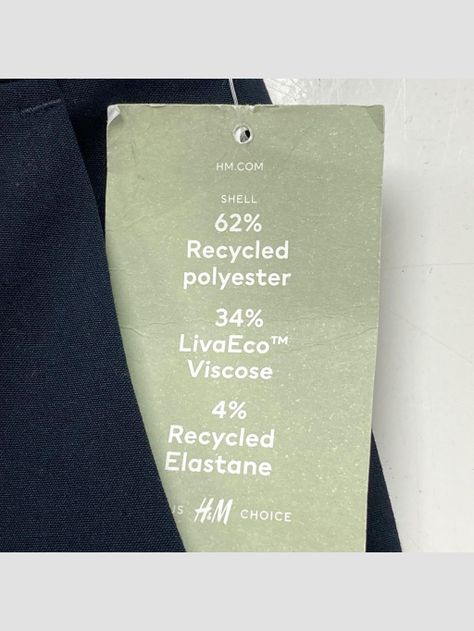 HM.COM
SHELL
62%
Recycled
polyester
34%
LivaEco™
Viscose
4%
Recycled
Elastane
H&M CHOICE